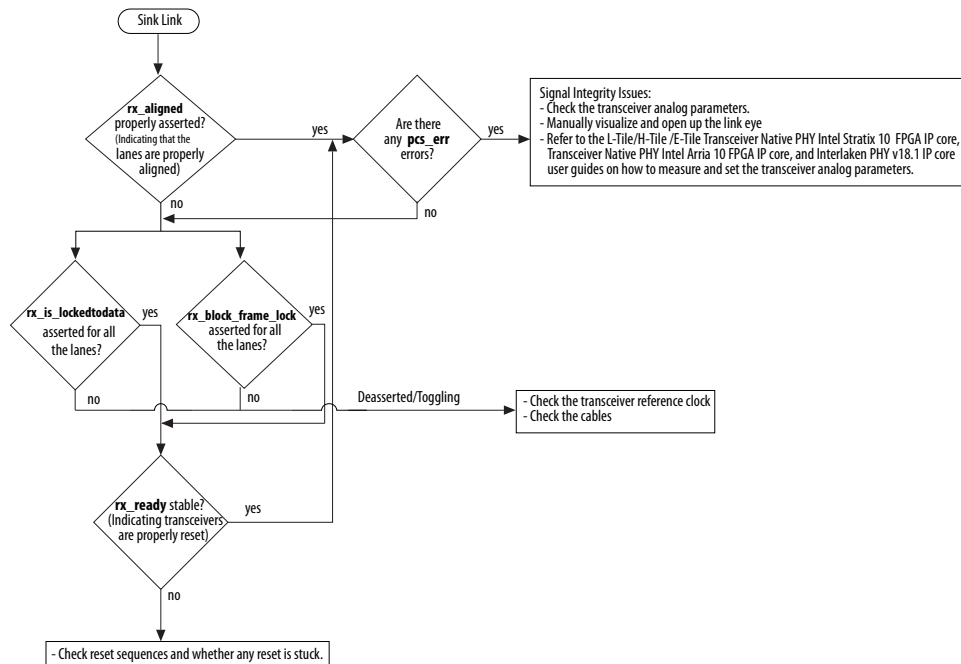 Sink Link
rx_aligned
properly asserted?
(Indicating that the
lanes are properly
aligned)
yes
Are there
any pcs_err
errors?
yes
Signal Integrity Issues:
- Check the transceiver analog parameters.
- Manually visualize and open up the link eye
- Refer to the L-Tile/H-Tile /E-Tile Transceiver Native PHY Intel Stratix 10 FPGA IP core,
Transceiver Native PHY Intel Arria 10 FPGA IP core, and Interlaken PHY v18.1 IP core
user guides on how to measure and set the transceiver analog parameters.
no
no
rx_is_lockedtodata
asserted for all
the lanes?
yes
rx_block_frame_lock
asserted for all
the lanes?
yes
no
no
Deasserted/Toggling
- Check the transceiver reference clock
- Check the cables
rx_ready stable?
(Indicating transceivers
are properly reset)
yes
no
- Check reset sequences and whether any reset is stuck.